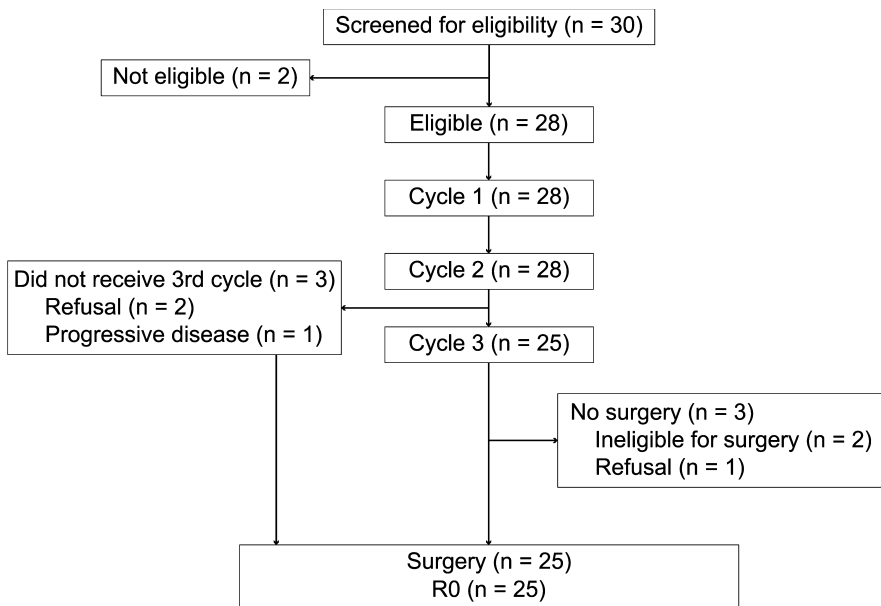 Screened for eligibility (n = 30)
Not eligible (n = 2)
Eligible (n = 28)
Cycle 1 (n = 28)
Cycle 2 (n = 28)
Did not receive 3rd cycle (n = 3)
Refusal (n = 2)
Progressive disease (n = 1)
Cycle 3 (n = 25)
No surgery (n = 3)
Ineligible for surgery (n = 2)
Refusal (n = 1)
Surgery (n = 25)
R0 (n = 25)